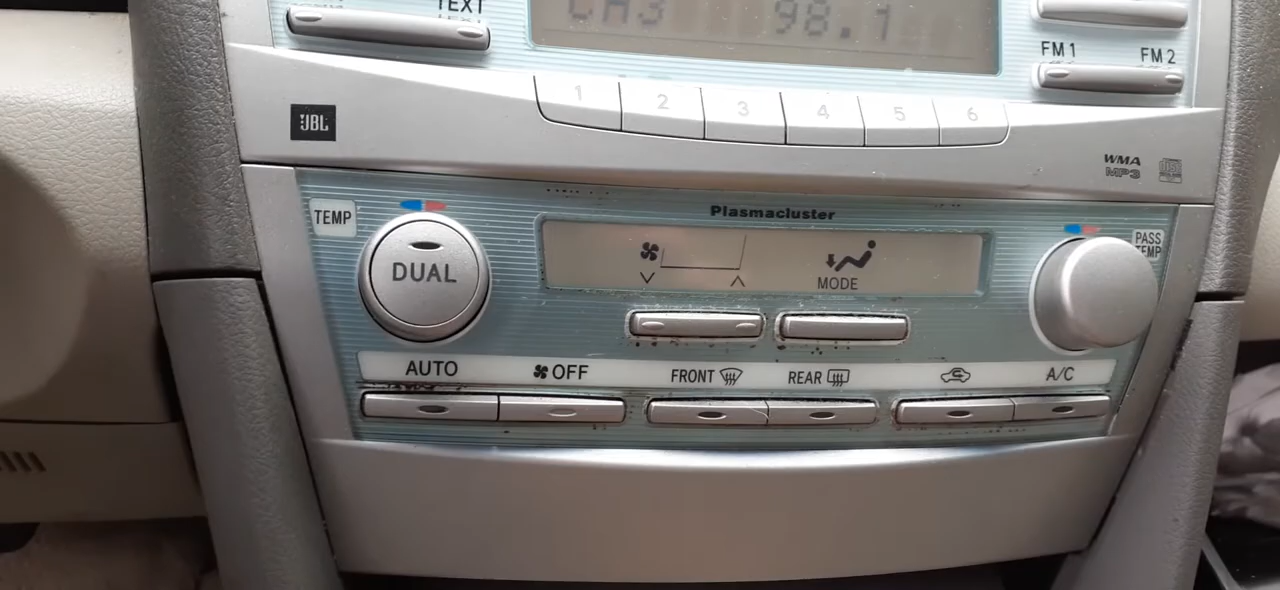 TEXT
CH3 98.1
FM 1 FM 2
1 2 3 4 5 6
JBL
WMA
MP3
TEMP
Plasmacluster
PASS
TEMP
DUAL
MODE
AUTO OFF FRONT REAR A/C